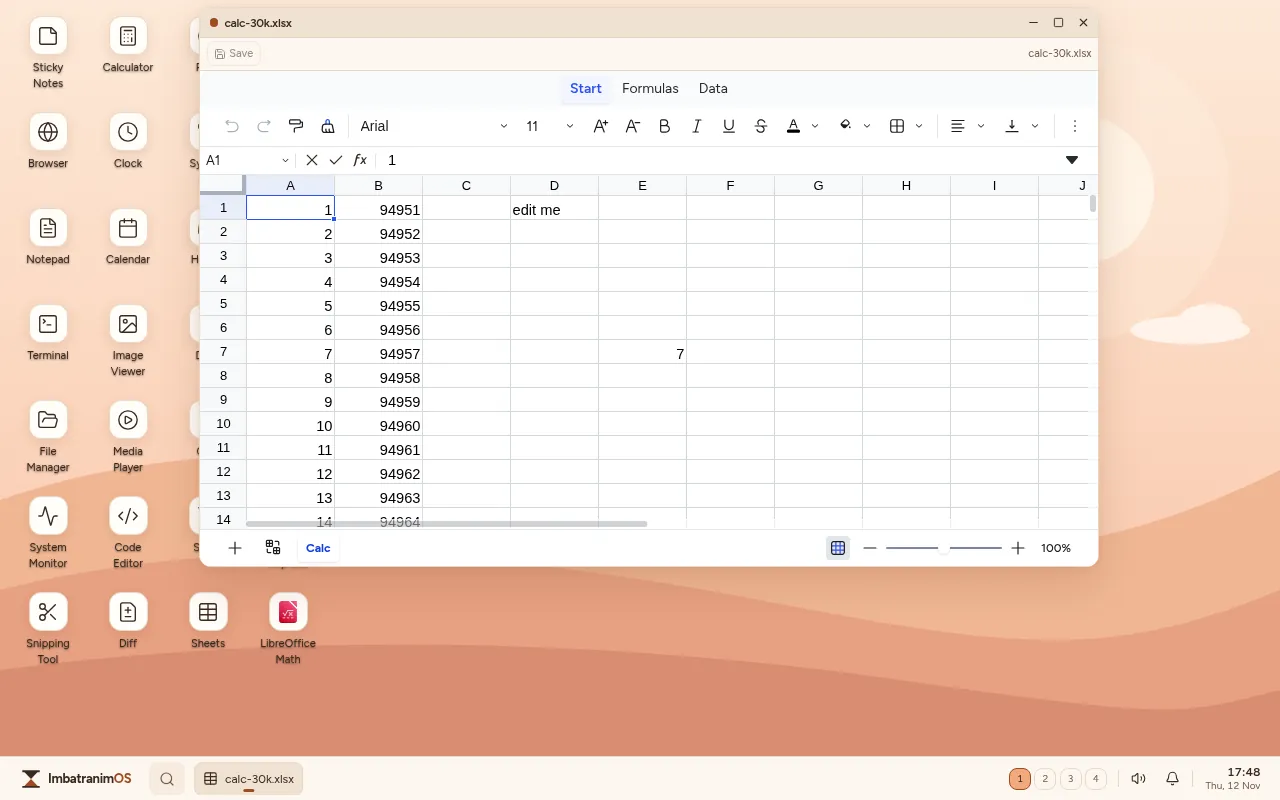 calc-30k.xlsx
Save
calc-30k.xlsx
Start Formulas Data
Arial 11
A1 fx 1
A B C D E F G H I J
1 1 94951 edit me
2 2 94952
3 3 94953
4 4 94954
5 5 94955
6 6 94956
7 7 94957 7
8 8 94958
9 9 94959
10 10 94960
11 11 94961
12 12 94962
13 13 94963
14 14 94964
Calc 100%
Sticky Notes
Calculator
Browser
Clock
Notepad
Calendar
Terminal
Image Viewer
File Manager
Media Player
System Monitor
Code Editor
Snipping Tool
Diff
Sheets
LibreOffice Math
ImbatranimOS
calc-30k.xlsx
1 2 3 4
17:48
Thu, 12 Nov